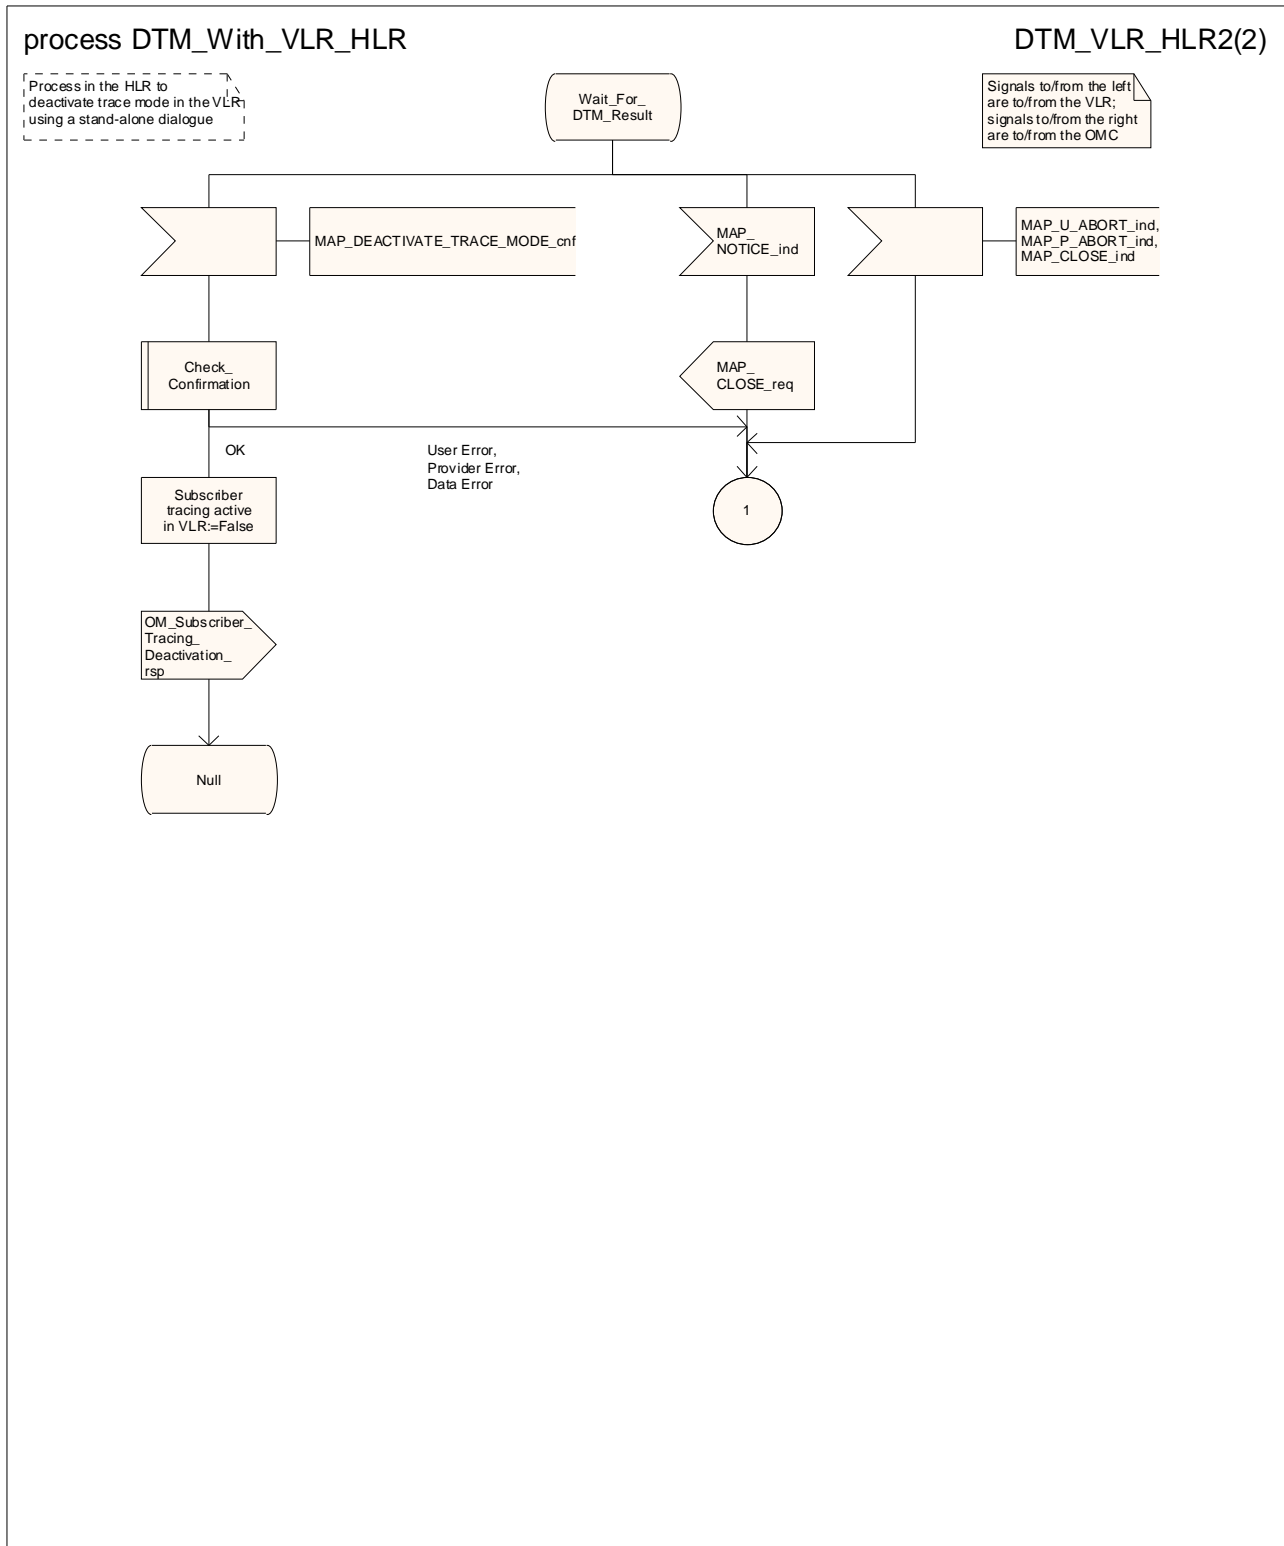 process DTM_With_VLR_HLR
DTM_VLR_HLR2(2)
Process in the HLR to
deactivate trace mode in the VLR
using a stand-alone dialogue
Wait_For_
DTM_Result
Signals to/from the left
are to/from the VLR;
signals to/from the right
are to/from the OMC
MAP_DEACTIVATE_TRACE_MODE_cnf
MAP_
NOTICE_ind
MAP_U_ABORT_ind,
MAP_P_ABORT_ind,
MAP_CLOSE_ind
Check_
Confirmation
MAP_
CLOSE_req
OK
User Error,
Provider Error,
Data Error
Subscriber
tracing active
in VLR:=False
1
OM_Subscriber_
Tracing_
Deactivation_
rsp
Null